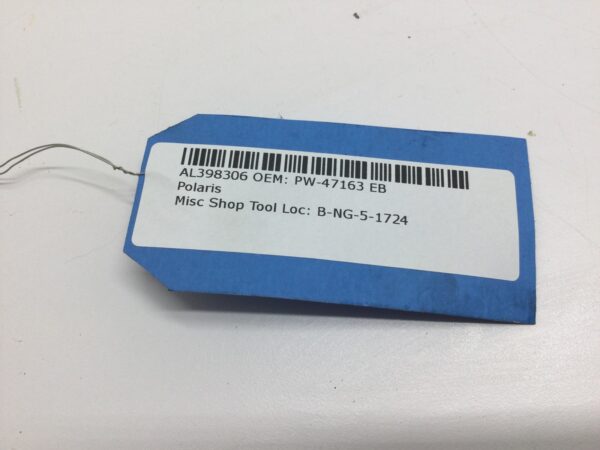 AL398306 OEM: PW-47163 EB
Polaris
Misc Shop Tool Loc: B-NG-5-1724